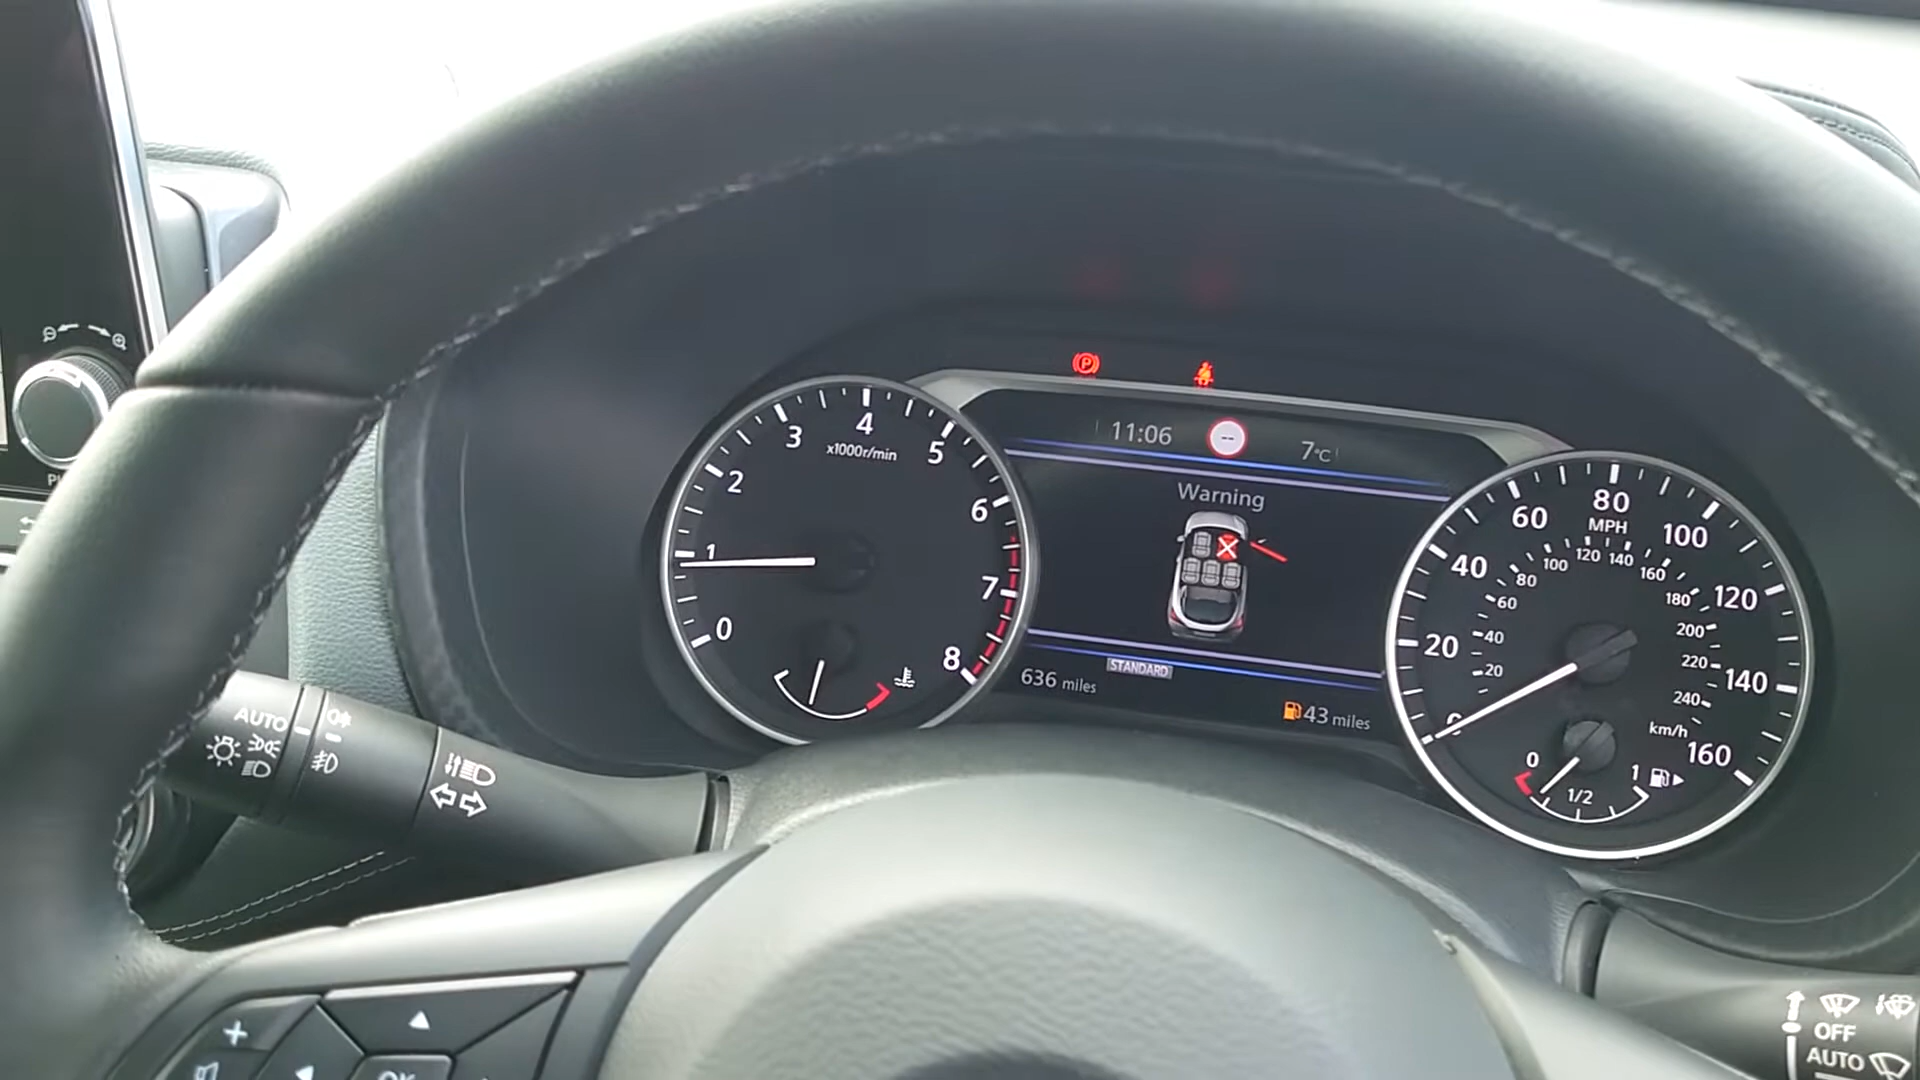 11:06
--
7°C
Warning
STANDARD
636 miles
43 miles
0
1
2
3
4
5
6
7
8
x1000r/min
0
20
40
60
80
100
120
140
160
MPH
20
40
60
80
100
120
140
160
180
200
220
240
km/h
0
1/2
1
P
AUTO
OFF
AUTO
+
OK